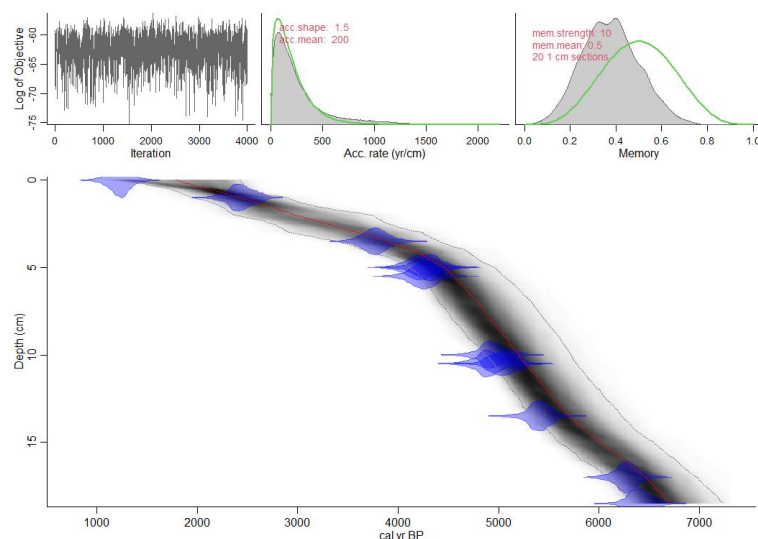 Log of Objective
-60
-65
-70
-75
0
1000
2000
3000
4000
Iteration
acc.shape: 1.5
acc.mean: 200
0
500
1000
1500
2000
Acc. rate (yr/cm)
mem.strength: 10
mem.mean: 0.5
20 1 cm sections
0.0
0.2
0.4
0.6
0.8
1.0
Memory
Depth (cm)
0
5
10
15
1000
2000
3000
4000
5000
6000
7000
cal yr BP